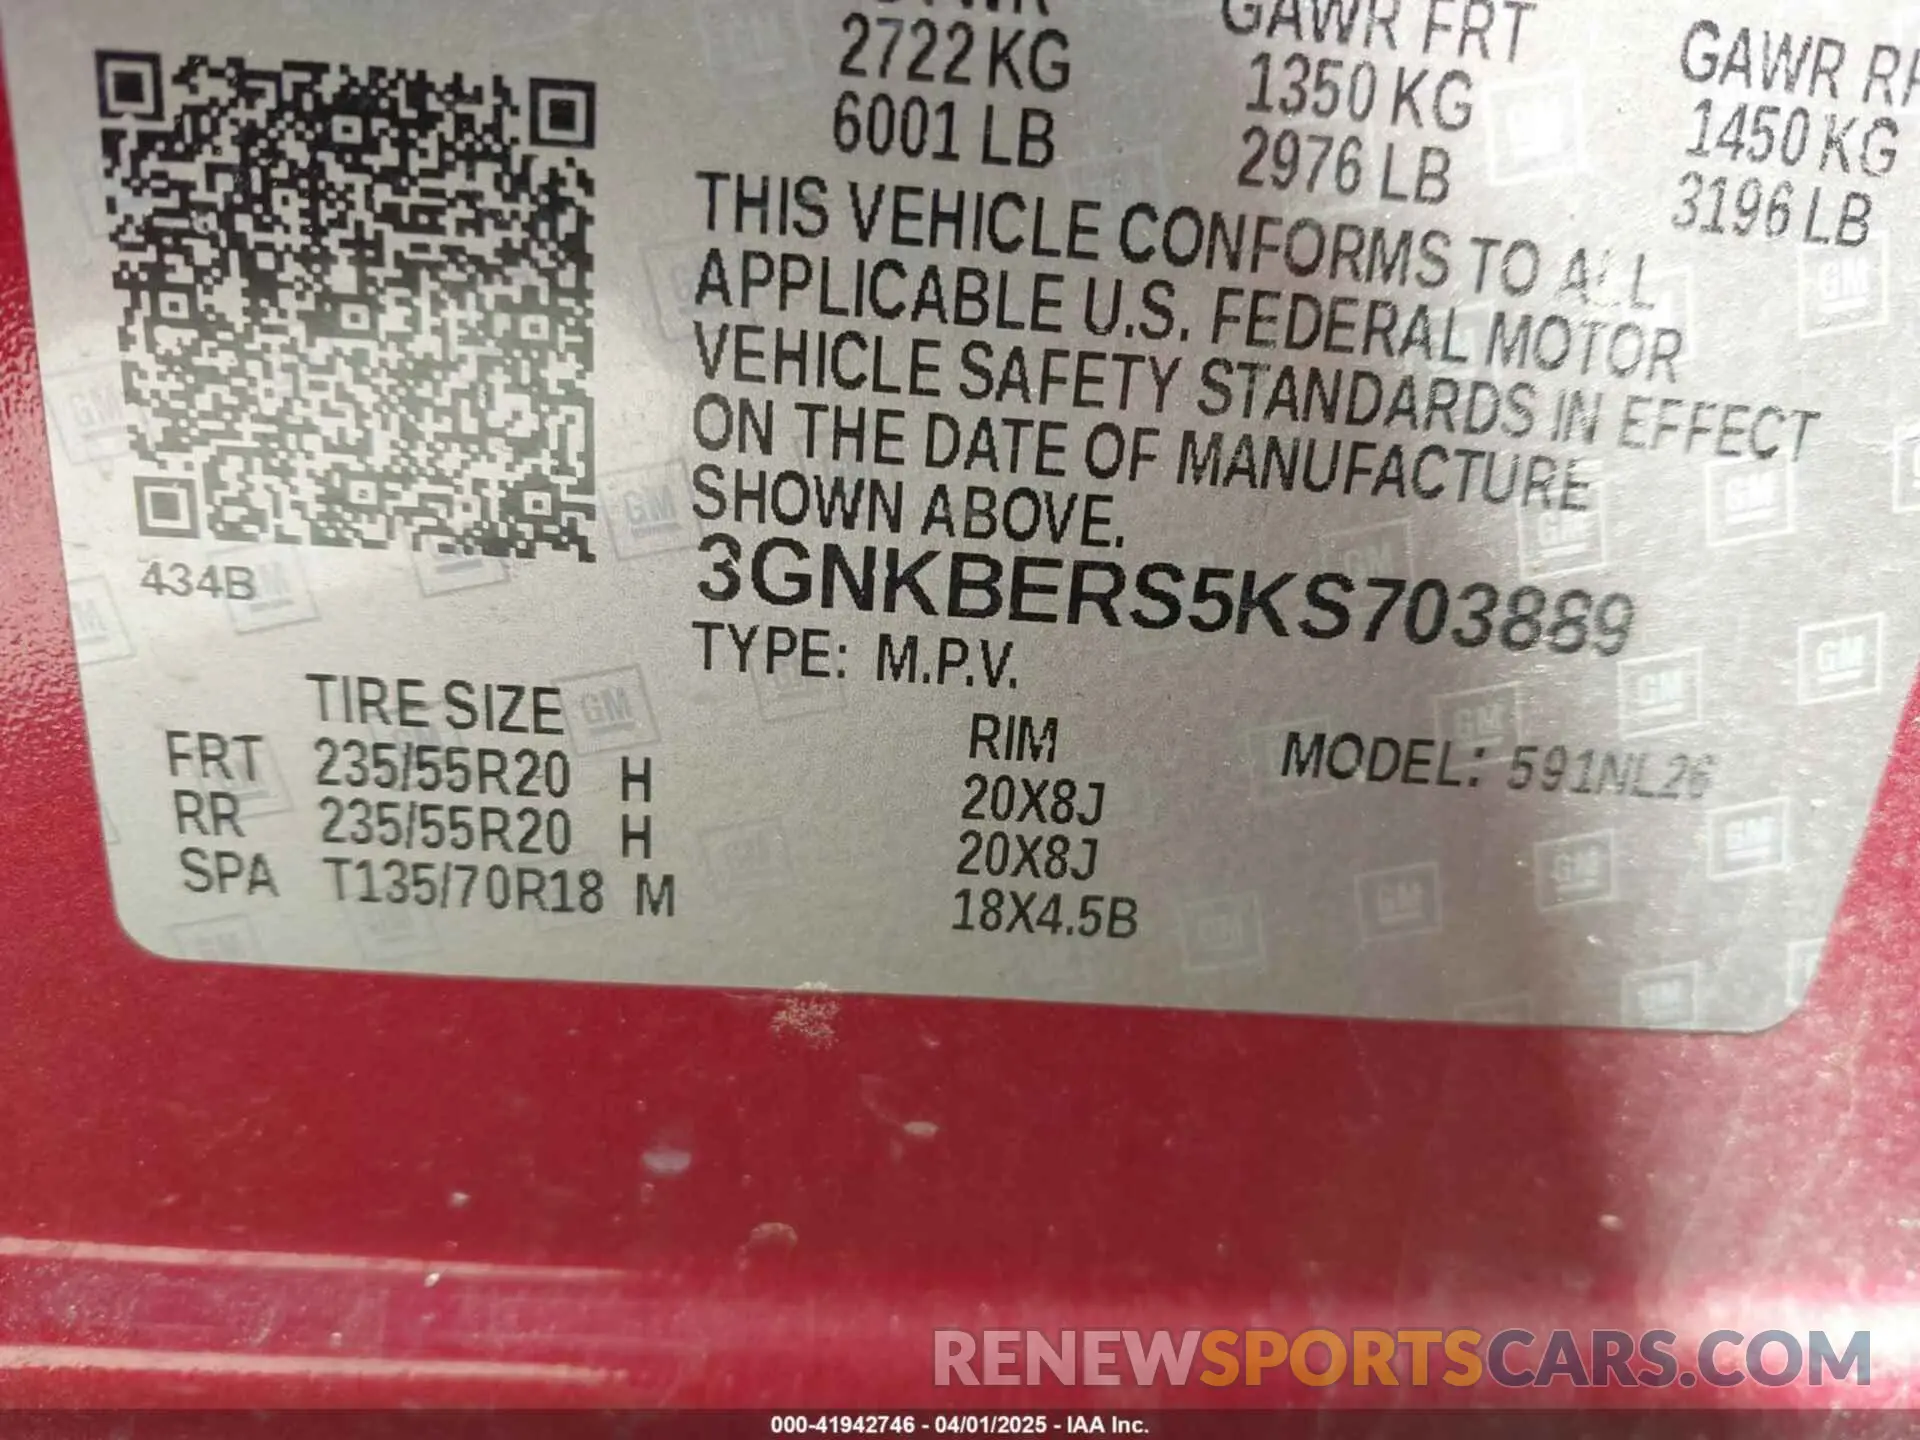 2722 KG
6001 LB
GAWR FRT
1350 KG
2976 LB
GAWR
1450 KG
3196 LB
THIS VEHICLE CONFORMS TO ALL
APPLICABLE U.S. FEDERAL MOTOR
VEHICLE SAFETY STANDARDS IN EFFECT
ON THE DATE OF MANUFACTURE
SHOWN ABOVE.
3GNKBERS5KS703889
TYPE: M.P.V.
434B
TIRE SIZE RIM MODEL: 591NL26
FRT 235/55R20 H 20X8J
RR 235/55R20 H 20X8J
SPA T135/70R18 M 18X4.5B
RENEWSPORTSCARS.COM
000-41942746 - 04/01/2025 - IAA Inc.